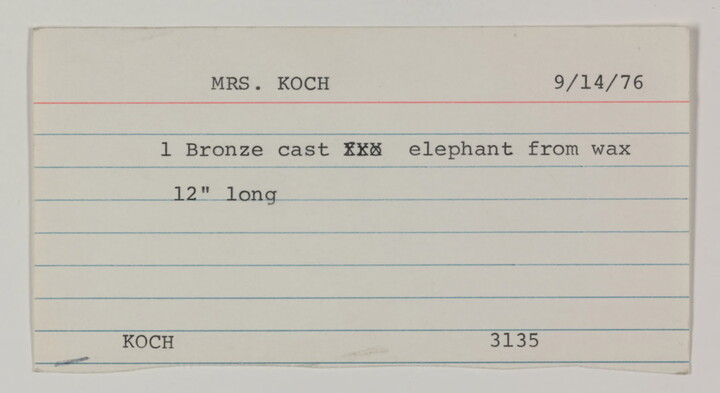 MRS. KOCH 9/14/76
1 Bronze cast elephant from wax
12" long
KOCH 3135